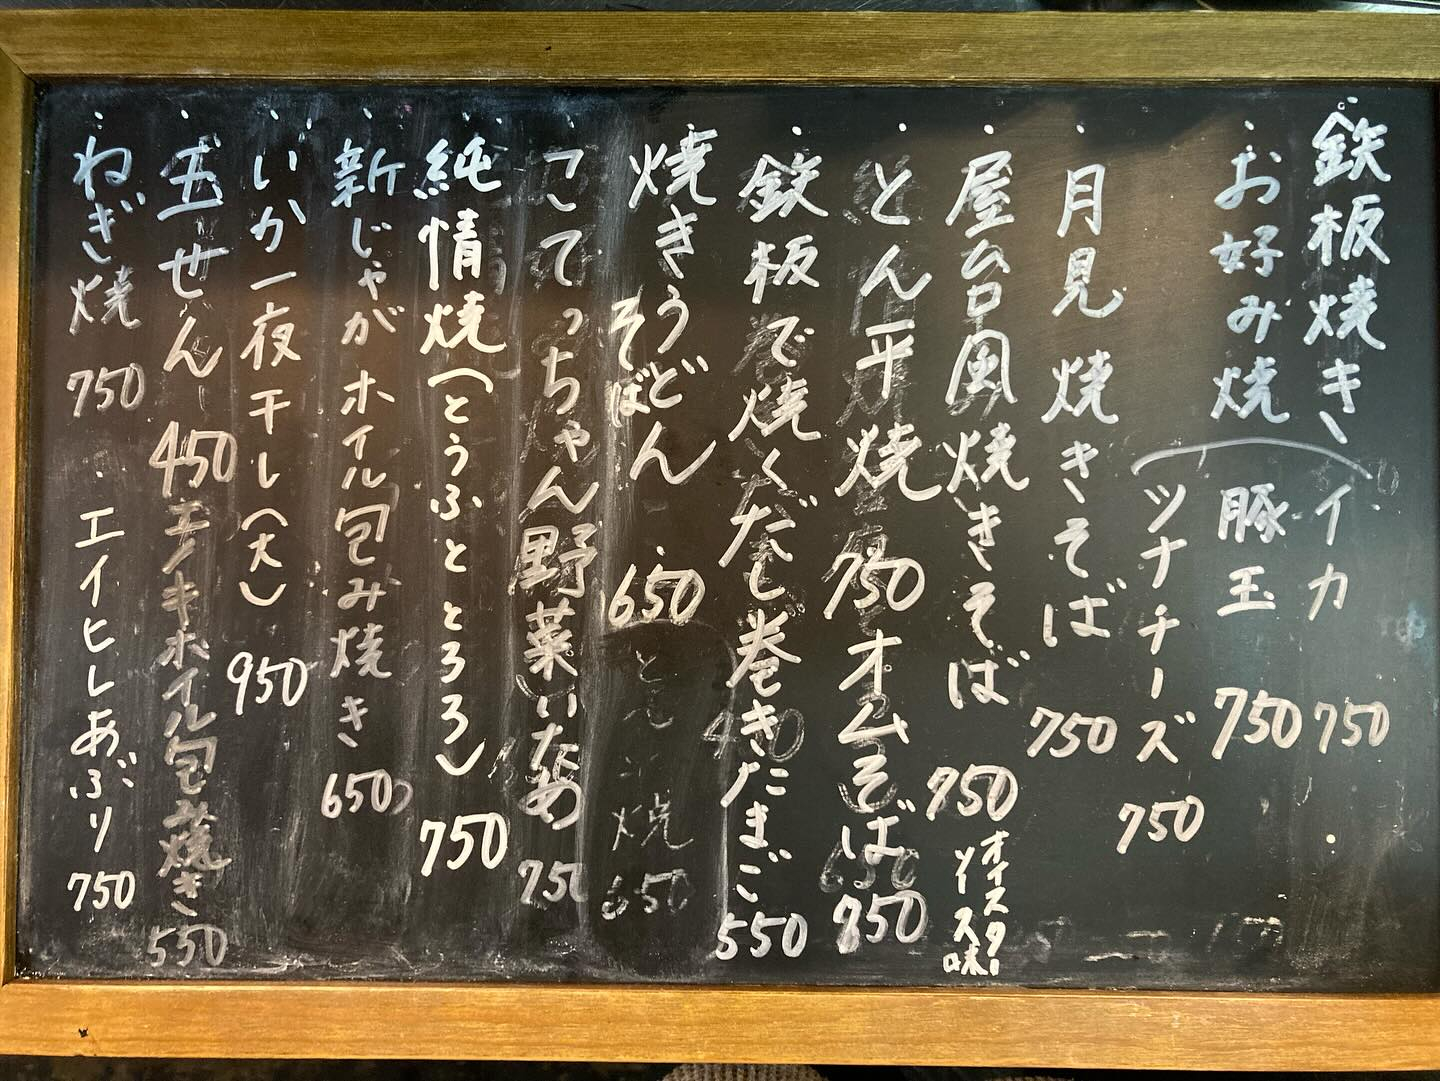 鉄板焼き
・お好み焼
イカ 750
豚玉 750
ツナチーズ 750
・月見焼きそば 750
・屋台風焼きそば 750
オイスター
ソース味
・とん平焼 750
オムそば 850
・鉄板で焼くだし巻きたまご 550
・焼きうどん
そば
650
・こてっちゃん野菜いため 750
・純情焼(とうふととろろ) 750
・新じゃがホイル包み焼き 650
・いか一夜干し(大) 950
・玉せん 450
エノキホイル包み焼き 550
・ねぎ焼 750
・エイヒレあぶり 750